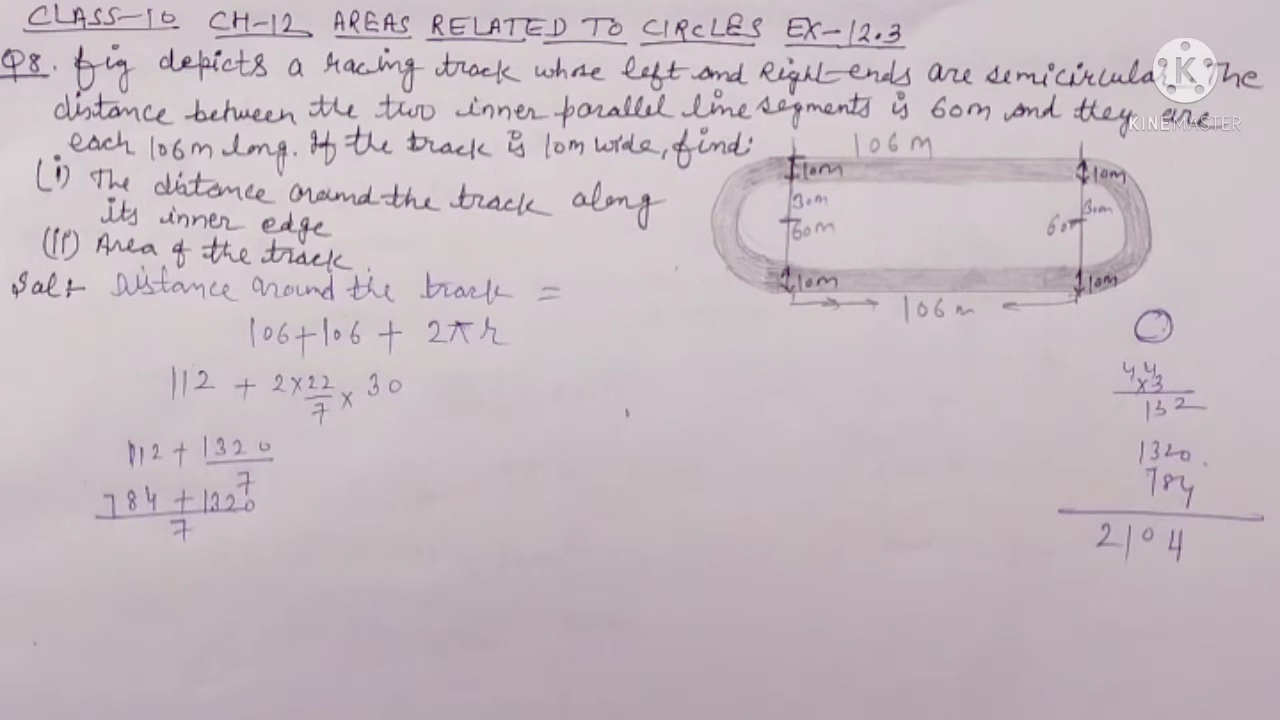 CLASS-10 CH-12 AREAS RELATED TO CIRCLES EX-12.3
Q8. fig depicts a racing track whose left and Right ends are semicircular. The
distance between the two inner parallel line segments is 60m and they are
each 106m long. If the track is 10m wide, find:
(i) The distance around the track along
its inner edge
(ii) Area of the track
Sol:- Distance around the track =
106+106 + 2πr
112 + 2×22/7 × 30
112 + 1320/7
784 + 1320/7
106 m
10m
10m
30m
30m
60m
60m
10m
10m
106 m
44
×3
132
1320
784
2104
K
KINEMASTER